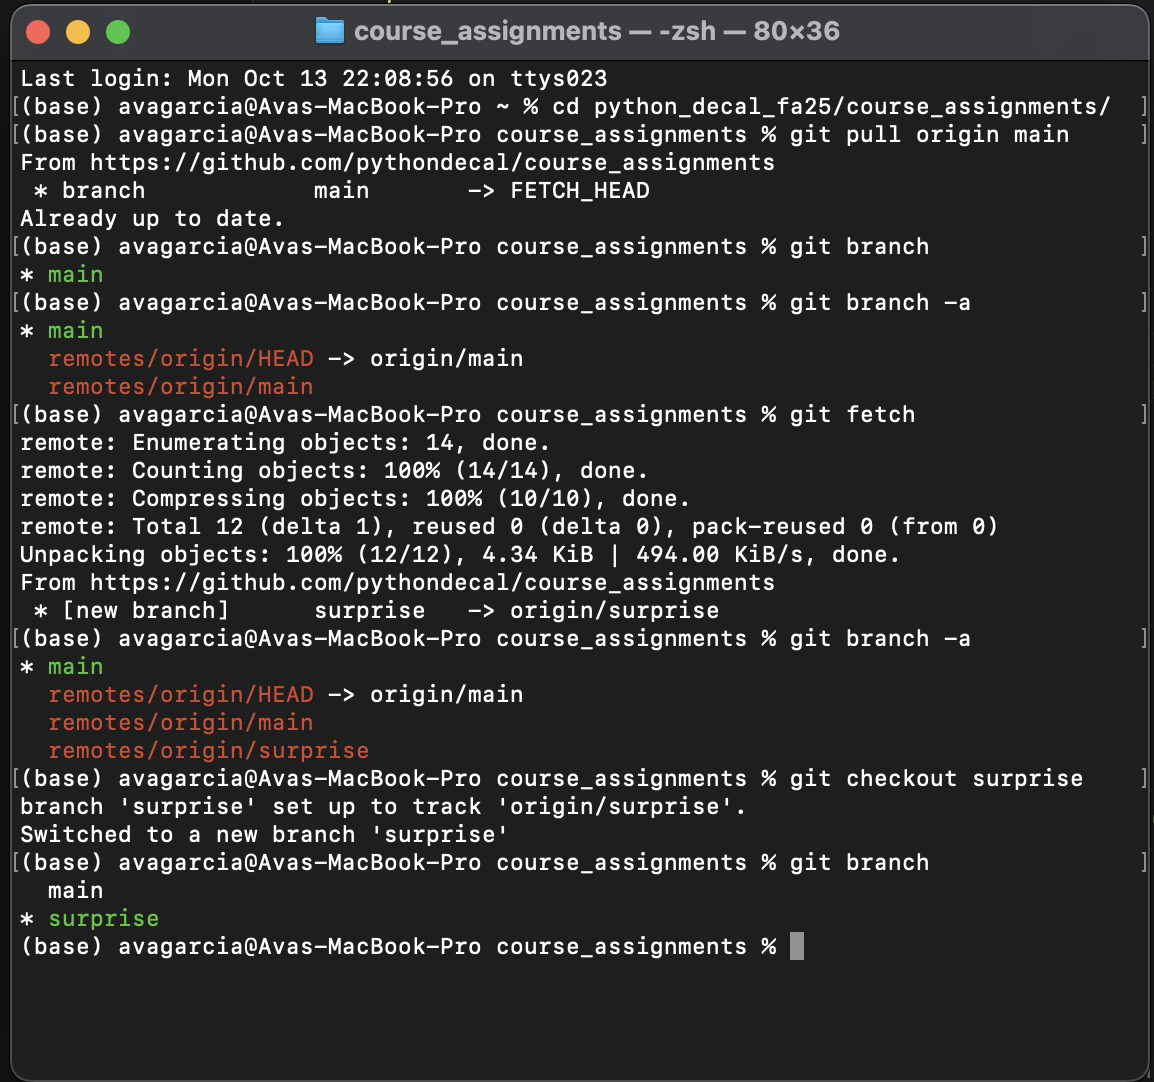 course_assignments — -zsh — 80×36
Last login: Mon Oct 13 22:08:56 on ttys023
[(base) avagarcia@Avas-MacBook-Pro ~ % cd python_decal_fa25/course_assignments/  ]
[(base) avagarcia@Avas-MacBook-Pro course_assignments % git pull origin main     ]
From https://github.com/pythondecal/course_assignments
 * branch            main       -> FETCH_HEAD
Already up to date.
[(base) avagarcia@Avas-MacBook-Pro course_assignments % git branch               ]
* main
[(base) avagarcia@Avas-MacBook-Pro course_assignments % git branch -a            ]
* main
  remotes/origin/HEAD -> origin/main
  remotes/origin/main
[(base) avagarcia@Avas-MacBook-Pro course_assignments % git fetch                ]
remote: Enumerating objects: 14, done.
remote: Counting objects: 100% (14/14), done.
remote: Compressing objects: 100% (10/10), done.
remote: Total 12 (delta 1), reused 0 (delta 0), pack-reused 0 (from 0)
Unpacking objects: 100% (12/12), 4.34 KiB | 494.00 KiB/s, done.
From https://github.com/pythondecal/course_assignments
 * [new branch]      surprise   -> origin/surprise
[(base) avagarcia@Avas-MacBook-Pro course_assignments % git branch -a            ]
* main
  remotes/origin/HEAD -> origin/main
  remotes/origin/main
  remotes/origin/surprise
[(base) avagarcia@Avas-MacBook-Pro course_assignments % git checkout surprise    ]
branch 'surprise' set up to track 'origin/surprise'.
Switched to a new branch 'surprise'
[(base) avagarcia@Avas-MacBook-Pro course_assignments % git branch               ]
  main
* surprise
(base) avagarcia@Avas-MacBook-Pro course_assignments %